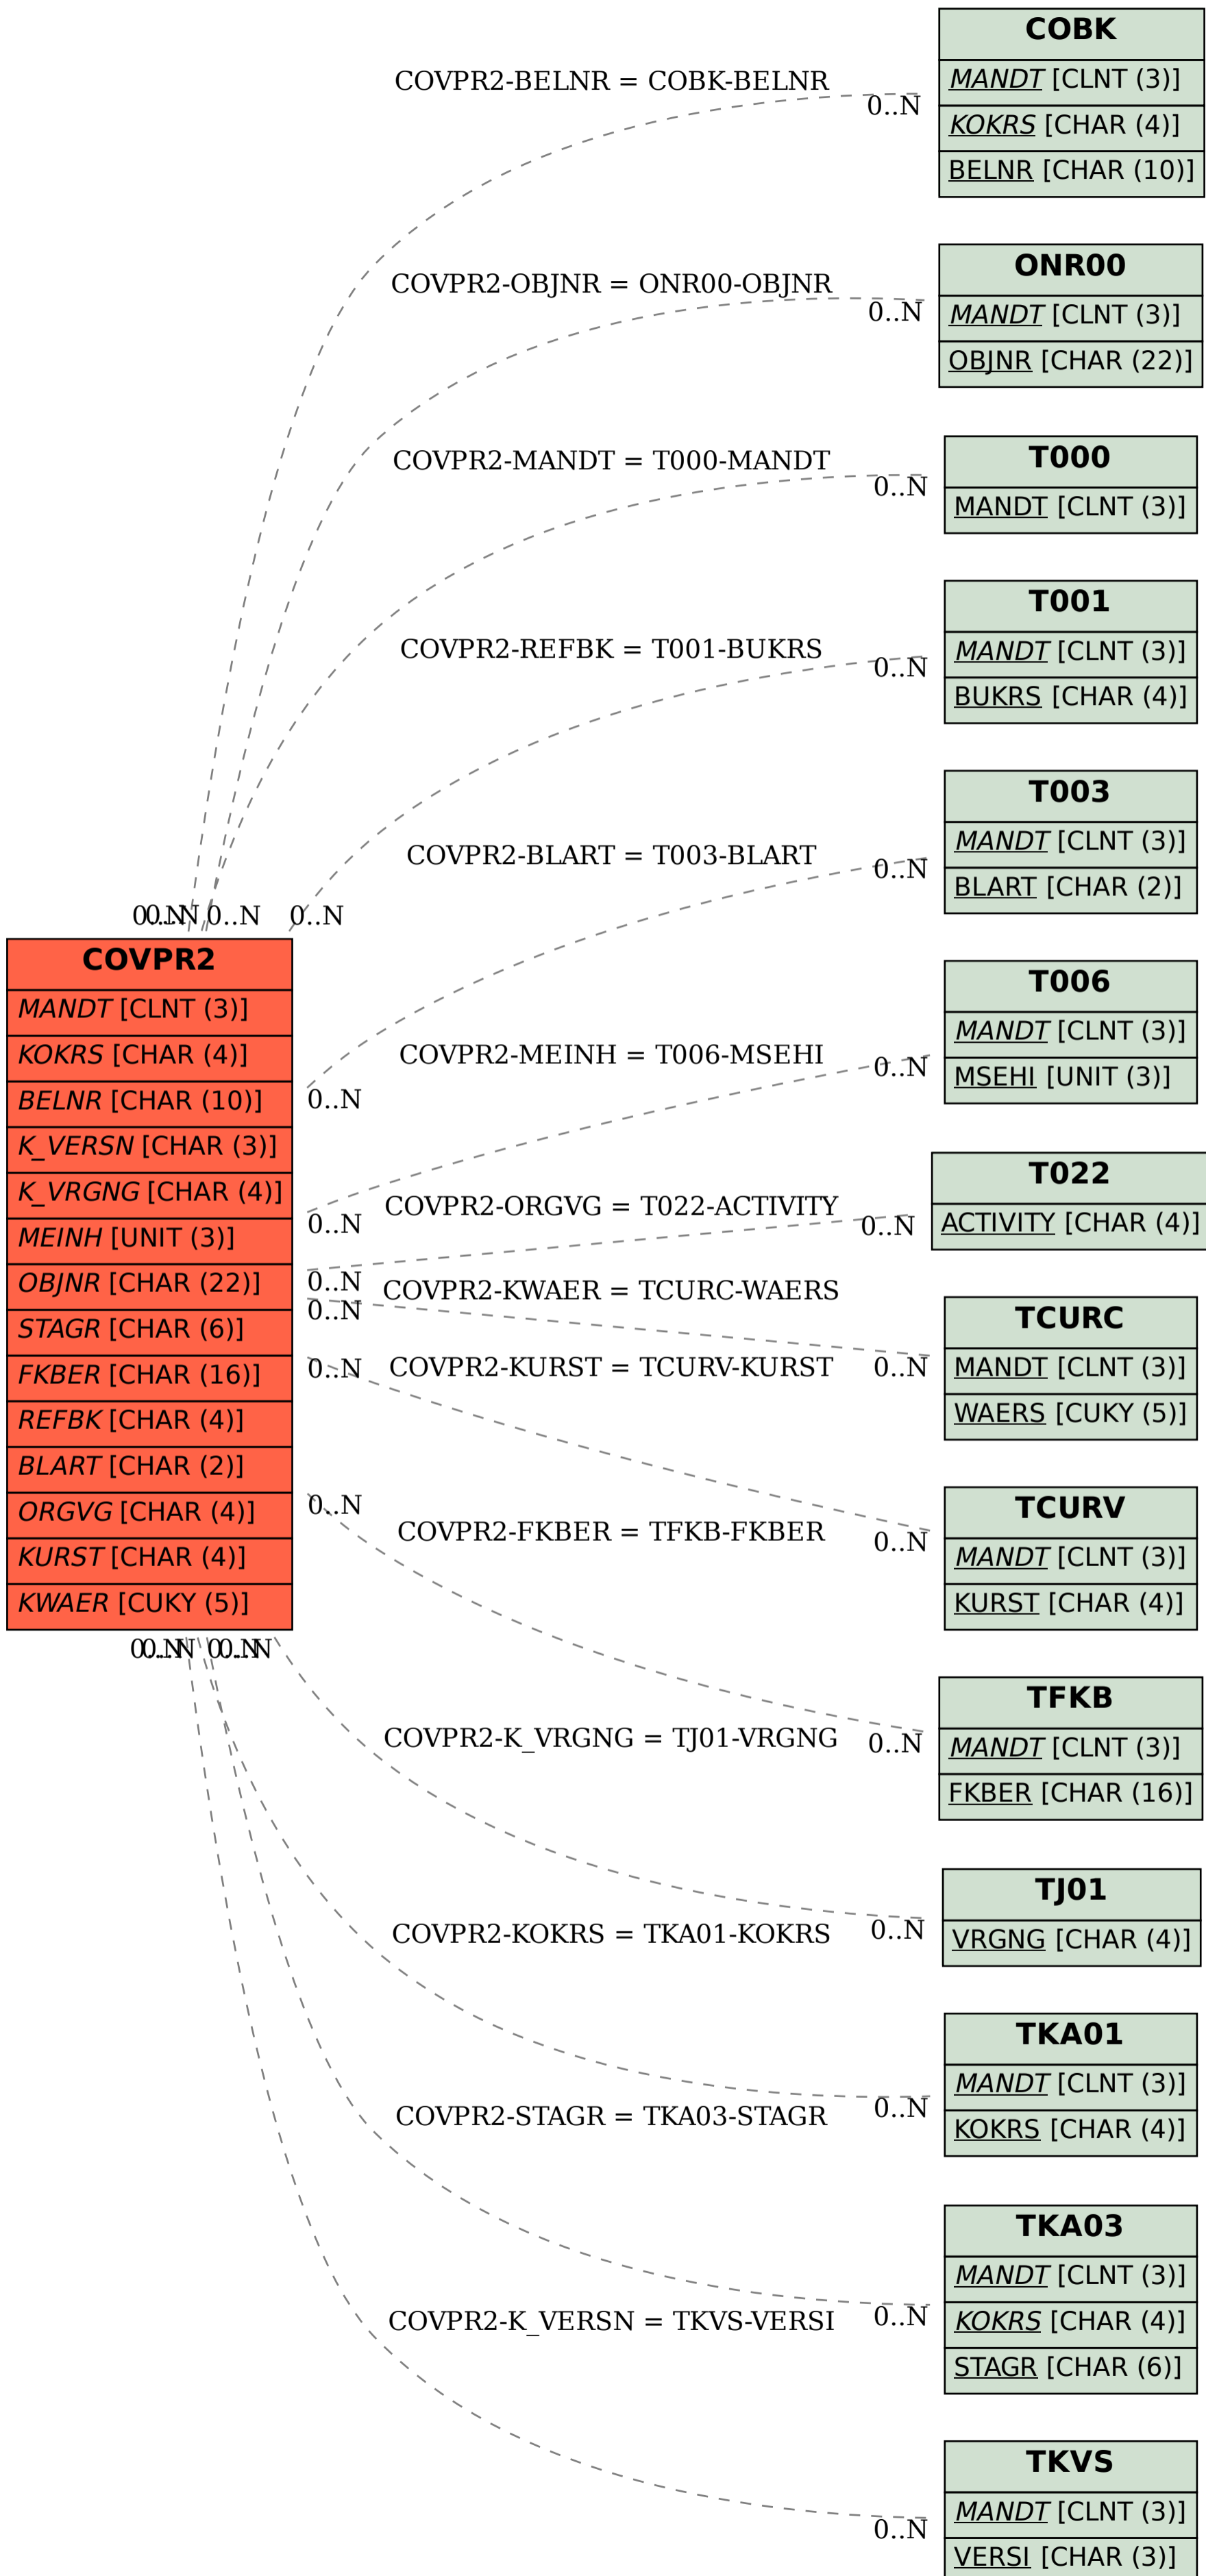 COBK
MANDT [CLNT (3)]
KOKRS [CHAR (4)]
BELNR [CHAR (10)]
COVPR2-BELNR = COBK-BELNR
0..N
ONR00
MANDT [CLNT (3)]
OBJNR [CHAR (22)]
COVPR2-OBJNR = ONR00-OBJNR
0..N
T000
MANDT [CLNT (3)]
COVPR2-MANDT = T000-MANDT
0..N
T001
MANDT [CLNT (3)]
BUKRS [CHAR (4)]
COVPR2-REFBK = T001-BUKRS
0..N
T003
MANDT [CLNT (3)]
BLART [CHAR (2)]
COVPR2-BLART = T003-BLART
0..N
0..N
0..N
0..N
0..N
COVPR2
MANDT [CLNT (3)]
KOKRS [CHAR (4)]
BELNR [CHAR (10)]
K_VERSN [CHAR (3)]
K_VRGNG [CHAR (4)]
MEINH [UNIT (3)]
OBJNR [CHAR (22)]
STAGR [CHAR (6)]
FKBER [CHAR (16)]
REFBK [CHAR (4)]
BLART [CHAR (2)]
ORGVG [CHAR (4)]
KURST [CHAR (4)]
KWAER [CUKY (5)]
0..N
0..N
0..N
0..N
0..N
0..N
0..N
0..N
0..N
0..N
T006
MANDT [CLNT (3)]
MSEHI [UNIT (3)]
COVPR2-MEINH = T006-MSEHI
0..N
T022
ACTIVITY [CHAR (4)]
COVPR2-ORGVG = T022-ACTIVITY
0..N
COVPR2-KWAER = TCURC-WAERS
TCURC
MANDT [CLNT (3)]
WAERS [CUKY (5)]
0..N
COVPR2-KURST = TCURV-KURST
TCURV
MANDT [CLNT (3)]
KURST [CHAR (4)]
0..N
COVPR2-FKBER = TFKB-FKBER
TFKB
MANDT [CLNT (3)]
FKBER [CHAR (16)]
0..N
COVPR2-K_VRGNG = TJ01-VRGNG
TJ01
VRGNG [CHAR (4)]
0..N
COVPR2-KOKRS = TKA01-KOKRS
TKA01
MANDT [CLNT (3)]
KOKRS [CHAR (4)]
0..N
COVPR2-STAGR = TKA03-STAGR
TKA03
MANDT [CLNT (3)]
KOKRS [CHAR (4)]
STAGR [CHAR (6)]
0..N
COVPR2-K_VERSN = TKVS-VERSI
TKVS
MANDT [CLNT (3)]
VERSI [CHAR (3)]
0..N